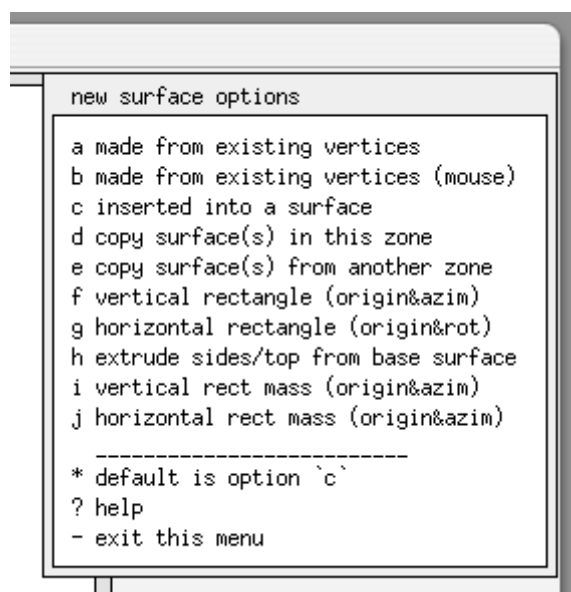 new surface options
a made from existing vertices
b made from existing vertices (mouse)
c inserted into a surface
d copy surface(s) in this zone
e copy surface(s) from another zone
f vertical rectangle (origin&azim)
g horizontal rectangle (origin&rot)
h extrude sides/top from base surface
i vertical rect mass (origin&azim)
j horizontal rect mass (origin&azim)
__________________________
* default is option `c`
? help
- exit this menu